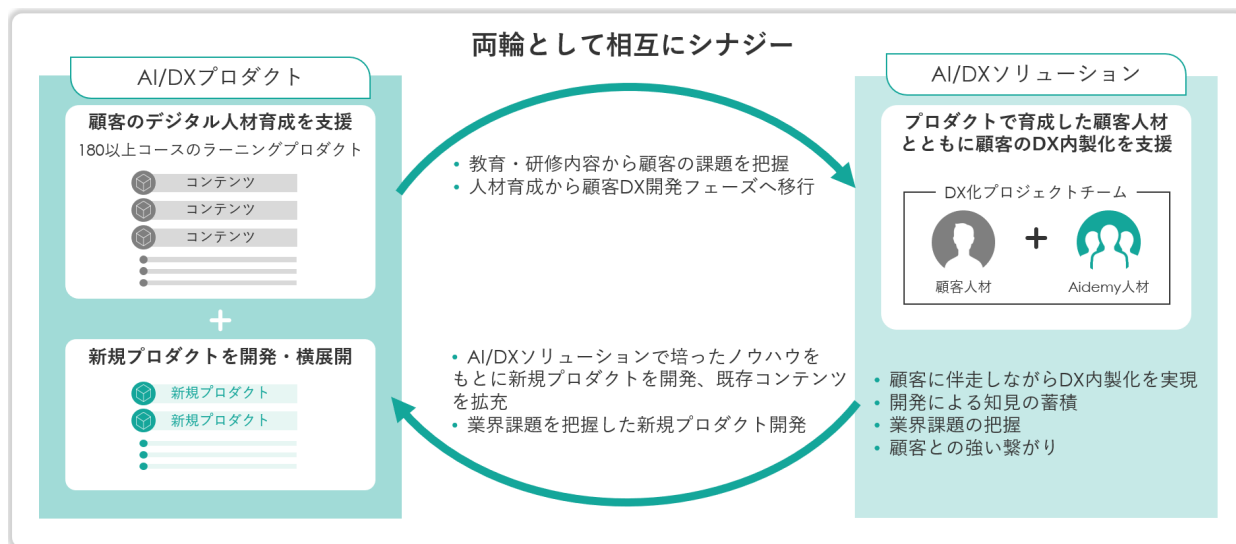 両輪として相互にシナジー
AI/DXプロダクト
顧客のデジタル人材育成を支援
180以上コースのラーニングプロダクト
コンテンツ
コンテンツ
コンテンツ
+
新規プロダクトを開発・横展開
新規プロダクト
新規プロダクト
• 教育・研修内容から顧客の課題を把握
• 人材育成から顧客DX開発フェーズへ移行
• AI/DXソリューションで培ったノウハウを
もとに新規プロダクトを開発、既存コンテンツ
を拡充
• 業界課題を把握した新規プロダクト開発
AI/DXソリューション
プロダクトで育成した顧客人材
とともに顧客のDX内製化を支援
DX化プロジェクトチーム
+
顧客人材
Aidemy人材
• 顧客に伴走しながらDX内製化を実現
• 開発による知見の蓄積
• 業界課題の把握
• 顧客との強い繋がり